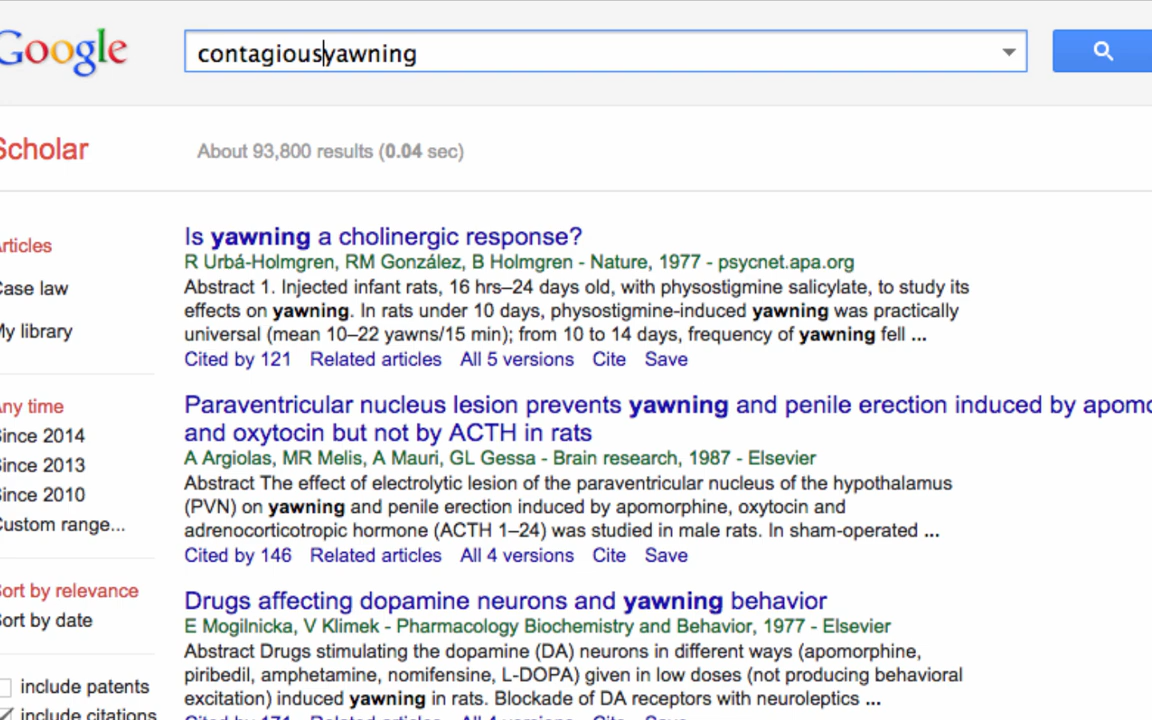 Google
contagiousyawning
Scholar
About 93,800 results (0.04 sec)
Articles
Case law
My library
Any time
Since 2014
Since 2013
Since 2010
Custom range...
Sort by relevance
Sort by date
include patents
include citations
Is yawning a cholinergic response?
R Urbá-Holmgren, RM González, B Holmgren - Nature, 1977 - psycnet.apa.org
Abstract 1. Injected infant rats, 16 hrs–24 days old, with physostigmine salicylate, to study its
effects on yawning. In rats under 10 days, physostigmine-induced yawning was practically
universal (mean 10–22 yawns/15 min); from 10 to 14 days, frequency of yawning fell ...
Cited by 121 Related articles All 5 versions Cite Save
Paraventricular nucleus lesion prevents yawning and penile erection induced by apomo
and oxytocin but not by ACTH in rats
A Argiolas, MR Melis, A Mauri, GL Gessa - Brain research, 1987 - Elsevier
Abstract The effect of electrolytic lesion of the paraventricular nucleus of the hypothalamus
(PVN) on yawning and penile erection induced by apomorphine, oxytocin and
adrenocorticotropic hormone (ACTH 1–24) was studied in male rats. In sham-operated ...
Cited by 146 Related articles All 4 versions Cite Save
Drugs affecting dopamine neurons and yawning behavior
E Mogilnicka, V Klimek - Pharmacology Biochemistry and Behavior, 1977 - Elsevier
Abstract Drugs stimulating the dopamine (DA) neurons in different ways (apomorphine,
piribedil, amphetamine, nomifensine, L-DOPA) given in low doses (not producing behavioral
excitation) induced yawning in rats. Blockade of DA receptors with neuroleptics ...
Cited by 171 Related articles All 4 versions Cite Save